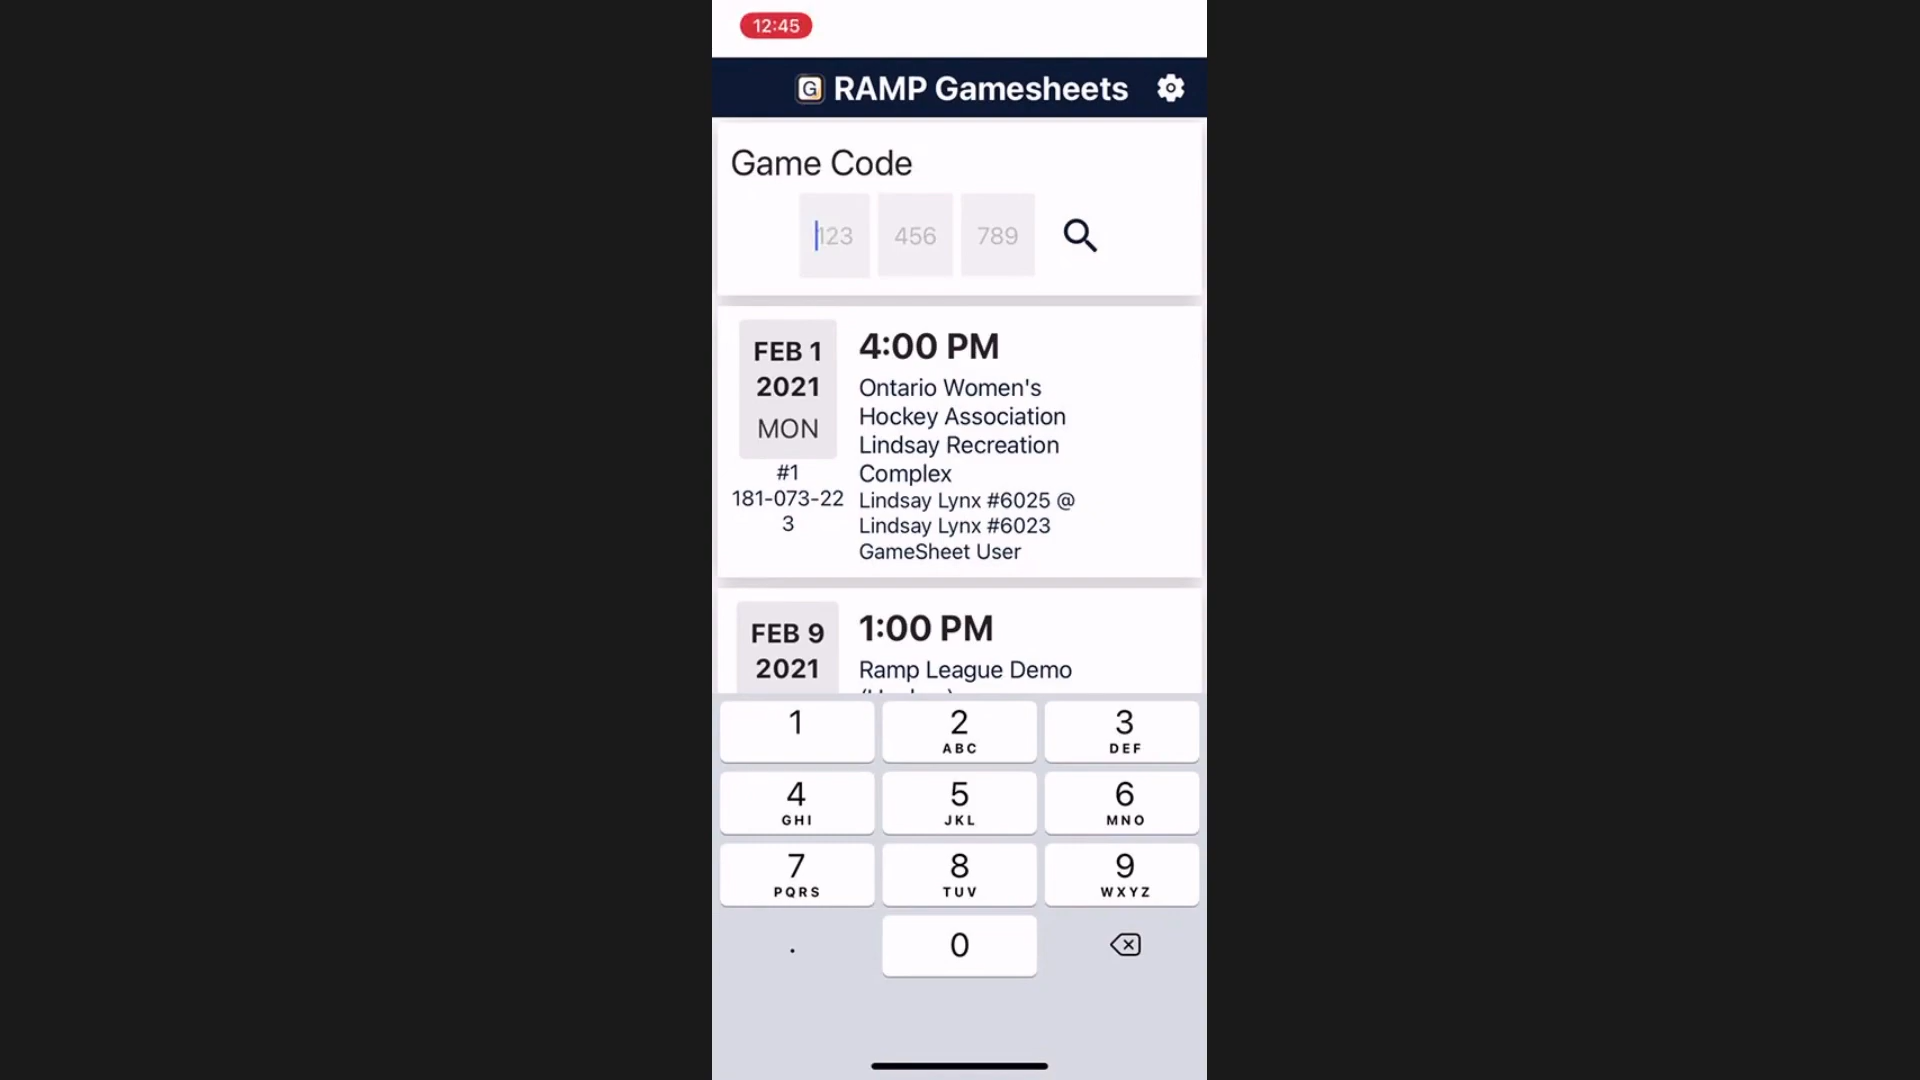 12:45
G RAMP Gamesheets
Game Code
123 456 789
FEB 1
2021
MON
#1
181-073-22
3
4:00 PM
Ontario Women's
Hockey Association
Lindsay Recreation
Complex
Lindsay Lynx #6025 @
Lindsay Lynx #6023
GameSheet User
FEB 9
2021
1:00 PM
Ramp League Demo
1 2 3
ABC DEF
4 5 6
GHI JKL MNO
7 8 9
PQRS TUV WXYZ
. 0